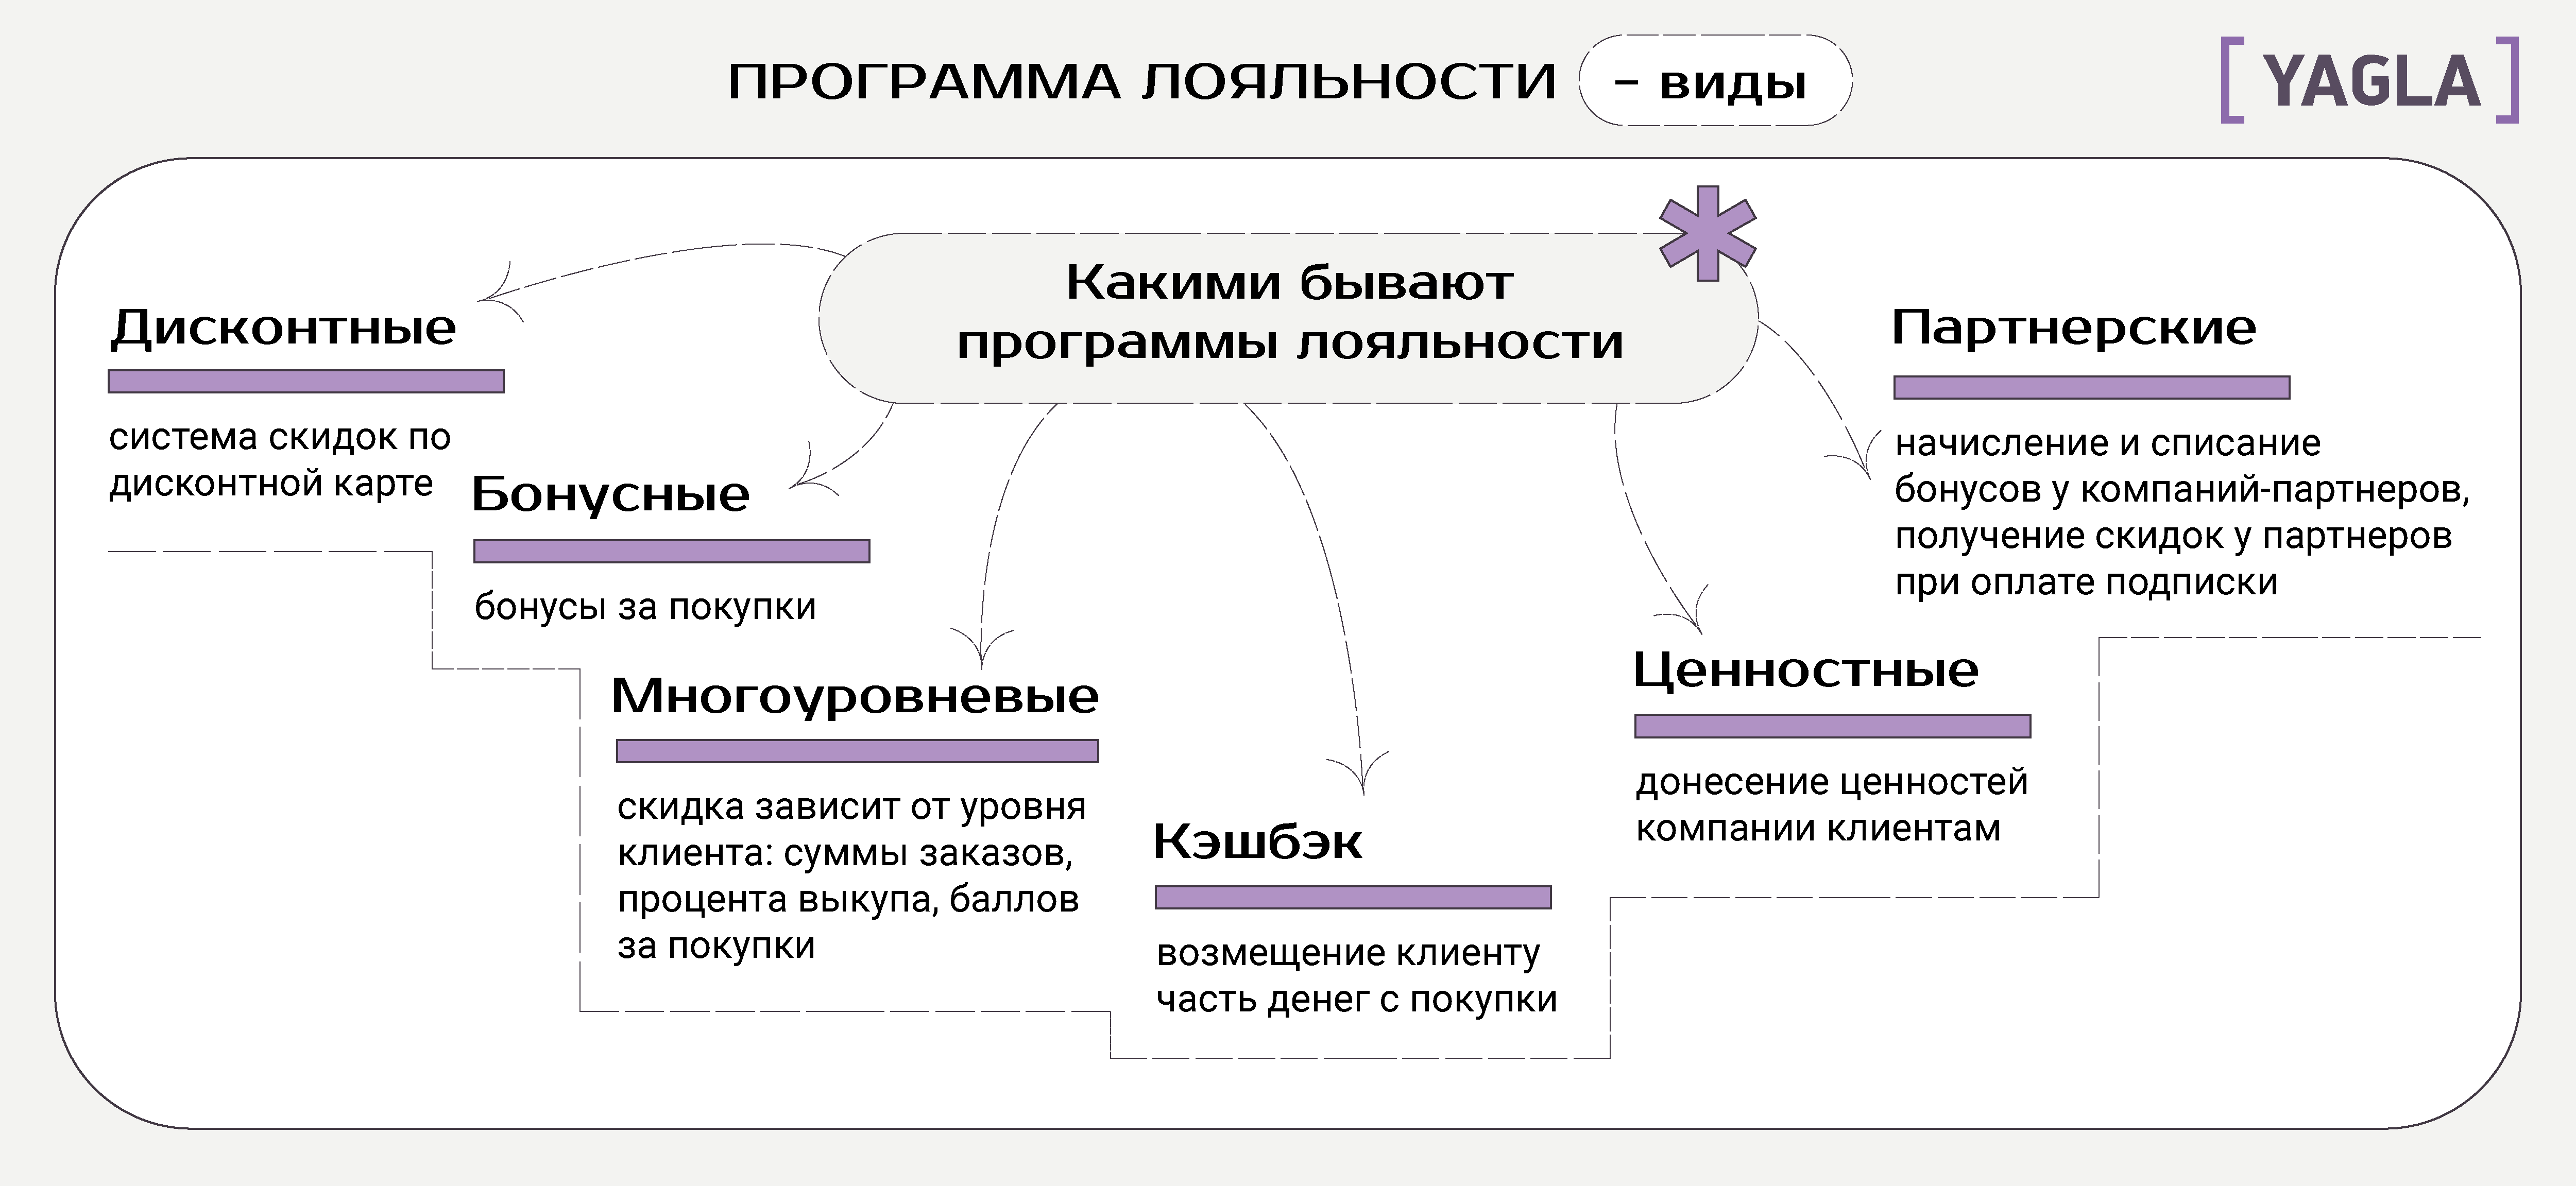 ПРОГРАММА ЛОЯЛЬНОСТИ – виды
[ YAGLA ]
Какими бывают
программы лояльности
Дисконтные
система скидок по
дисконтной карте
Бонусные
бонусы за покупки
Многоуровневые
скидка зависит от уровня
клиента: суммы заказов,
процента выкупа, баллов
за покупки
Кэшбэк
возмещение клиенту
часть денег с покупки
Ценностные
донесение ценностей
компании клиентам
Партнерские
начисление и списание
бонусов у компаний-партнеров,
получение скидок у партнеров
при оплате подписки